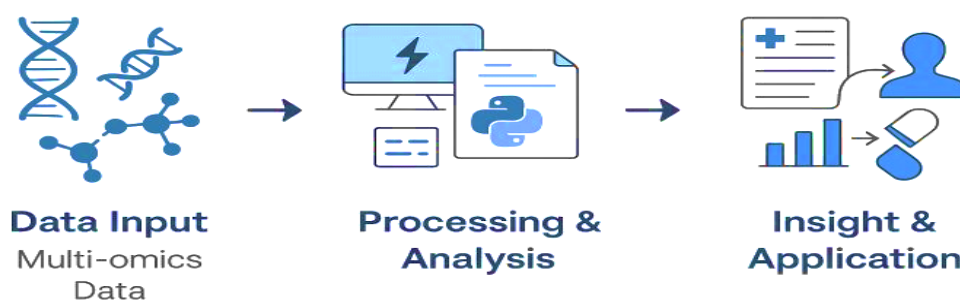 Data Input
Multi-omics
Data
Processing &
Analysis
Insight &
Application